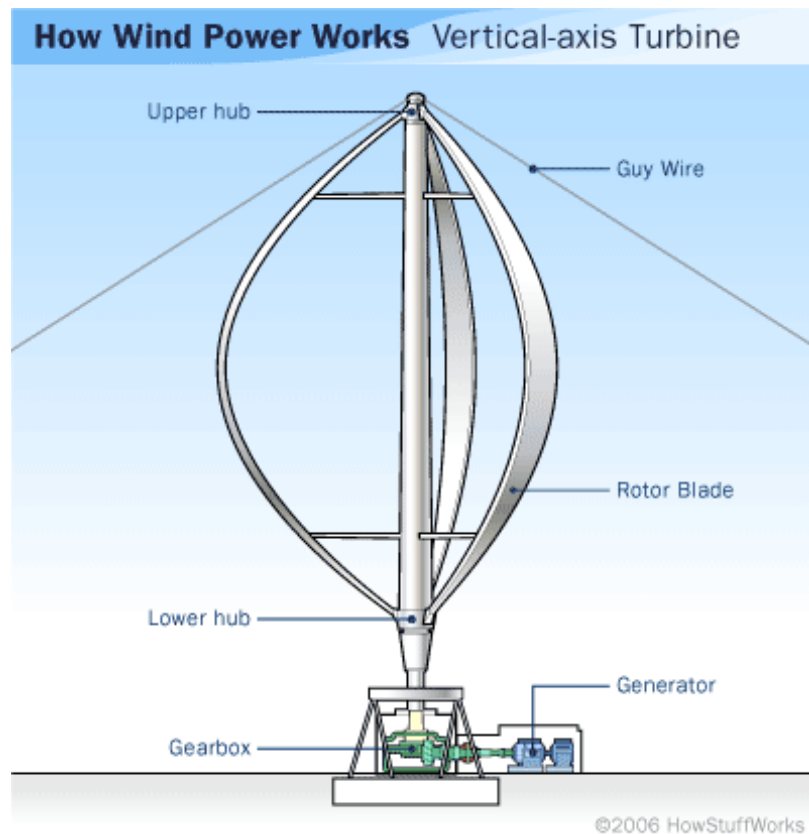 How Wind Power Works Vertical-axis Turbine
Upper hub
Guy Wire
Rotor Blade
Lower hub
Generator
Gearbox
©2006 HowStuffWorks